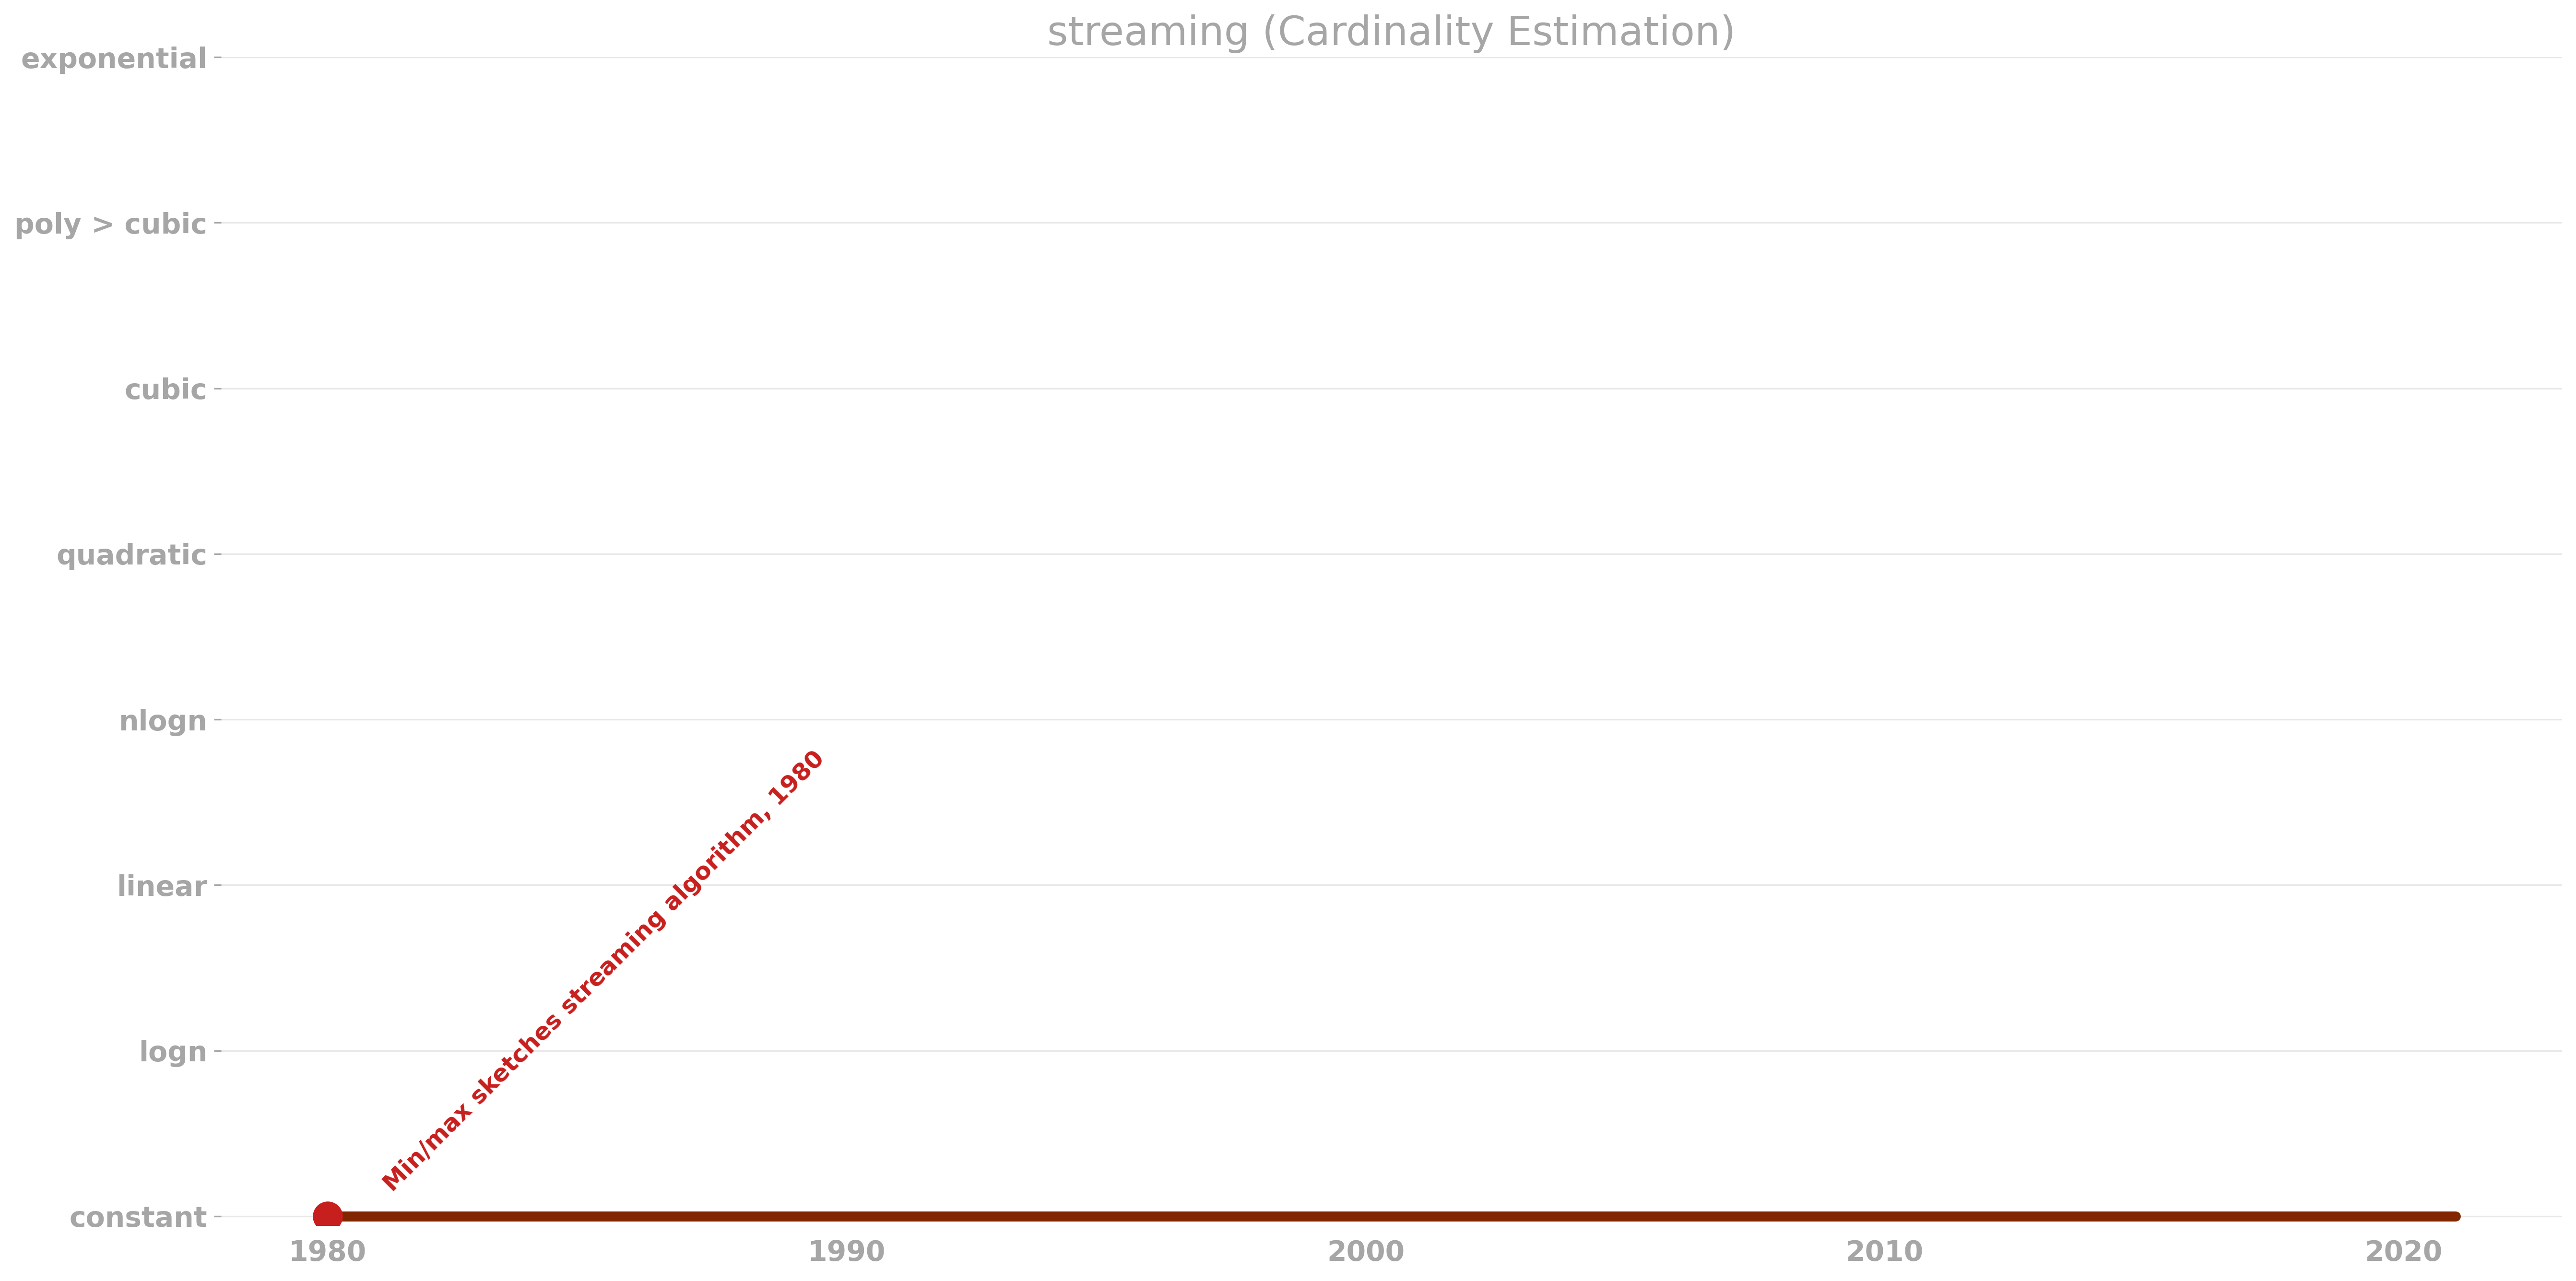 streaming (Cardinality Estimation)
exponential
poly > cubic
cubic
quadratic
nlogn
linear
logn
constant
Min/max sketches streaming algorithm, 1980
1980
1990
2000
2010
2020